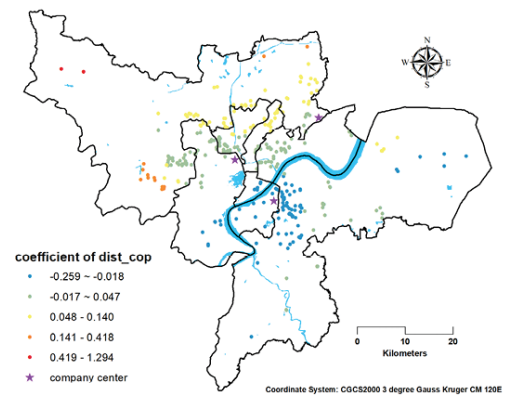 N
W E
S
coefficient of dist_cop
-0.259 ~ -0.018
-0.017 ~ 0.047
0.048 - 0.140
0.141 - 0.418
0.419 - 1.294
company center
0 10 20
Kilometers
Coordinate System: CGCS2000 3 degree Gauss Kruger CM 120E